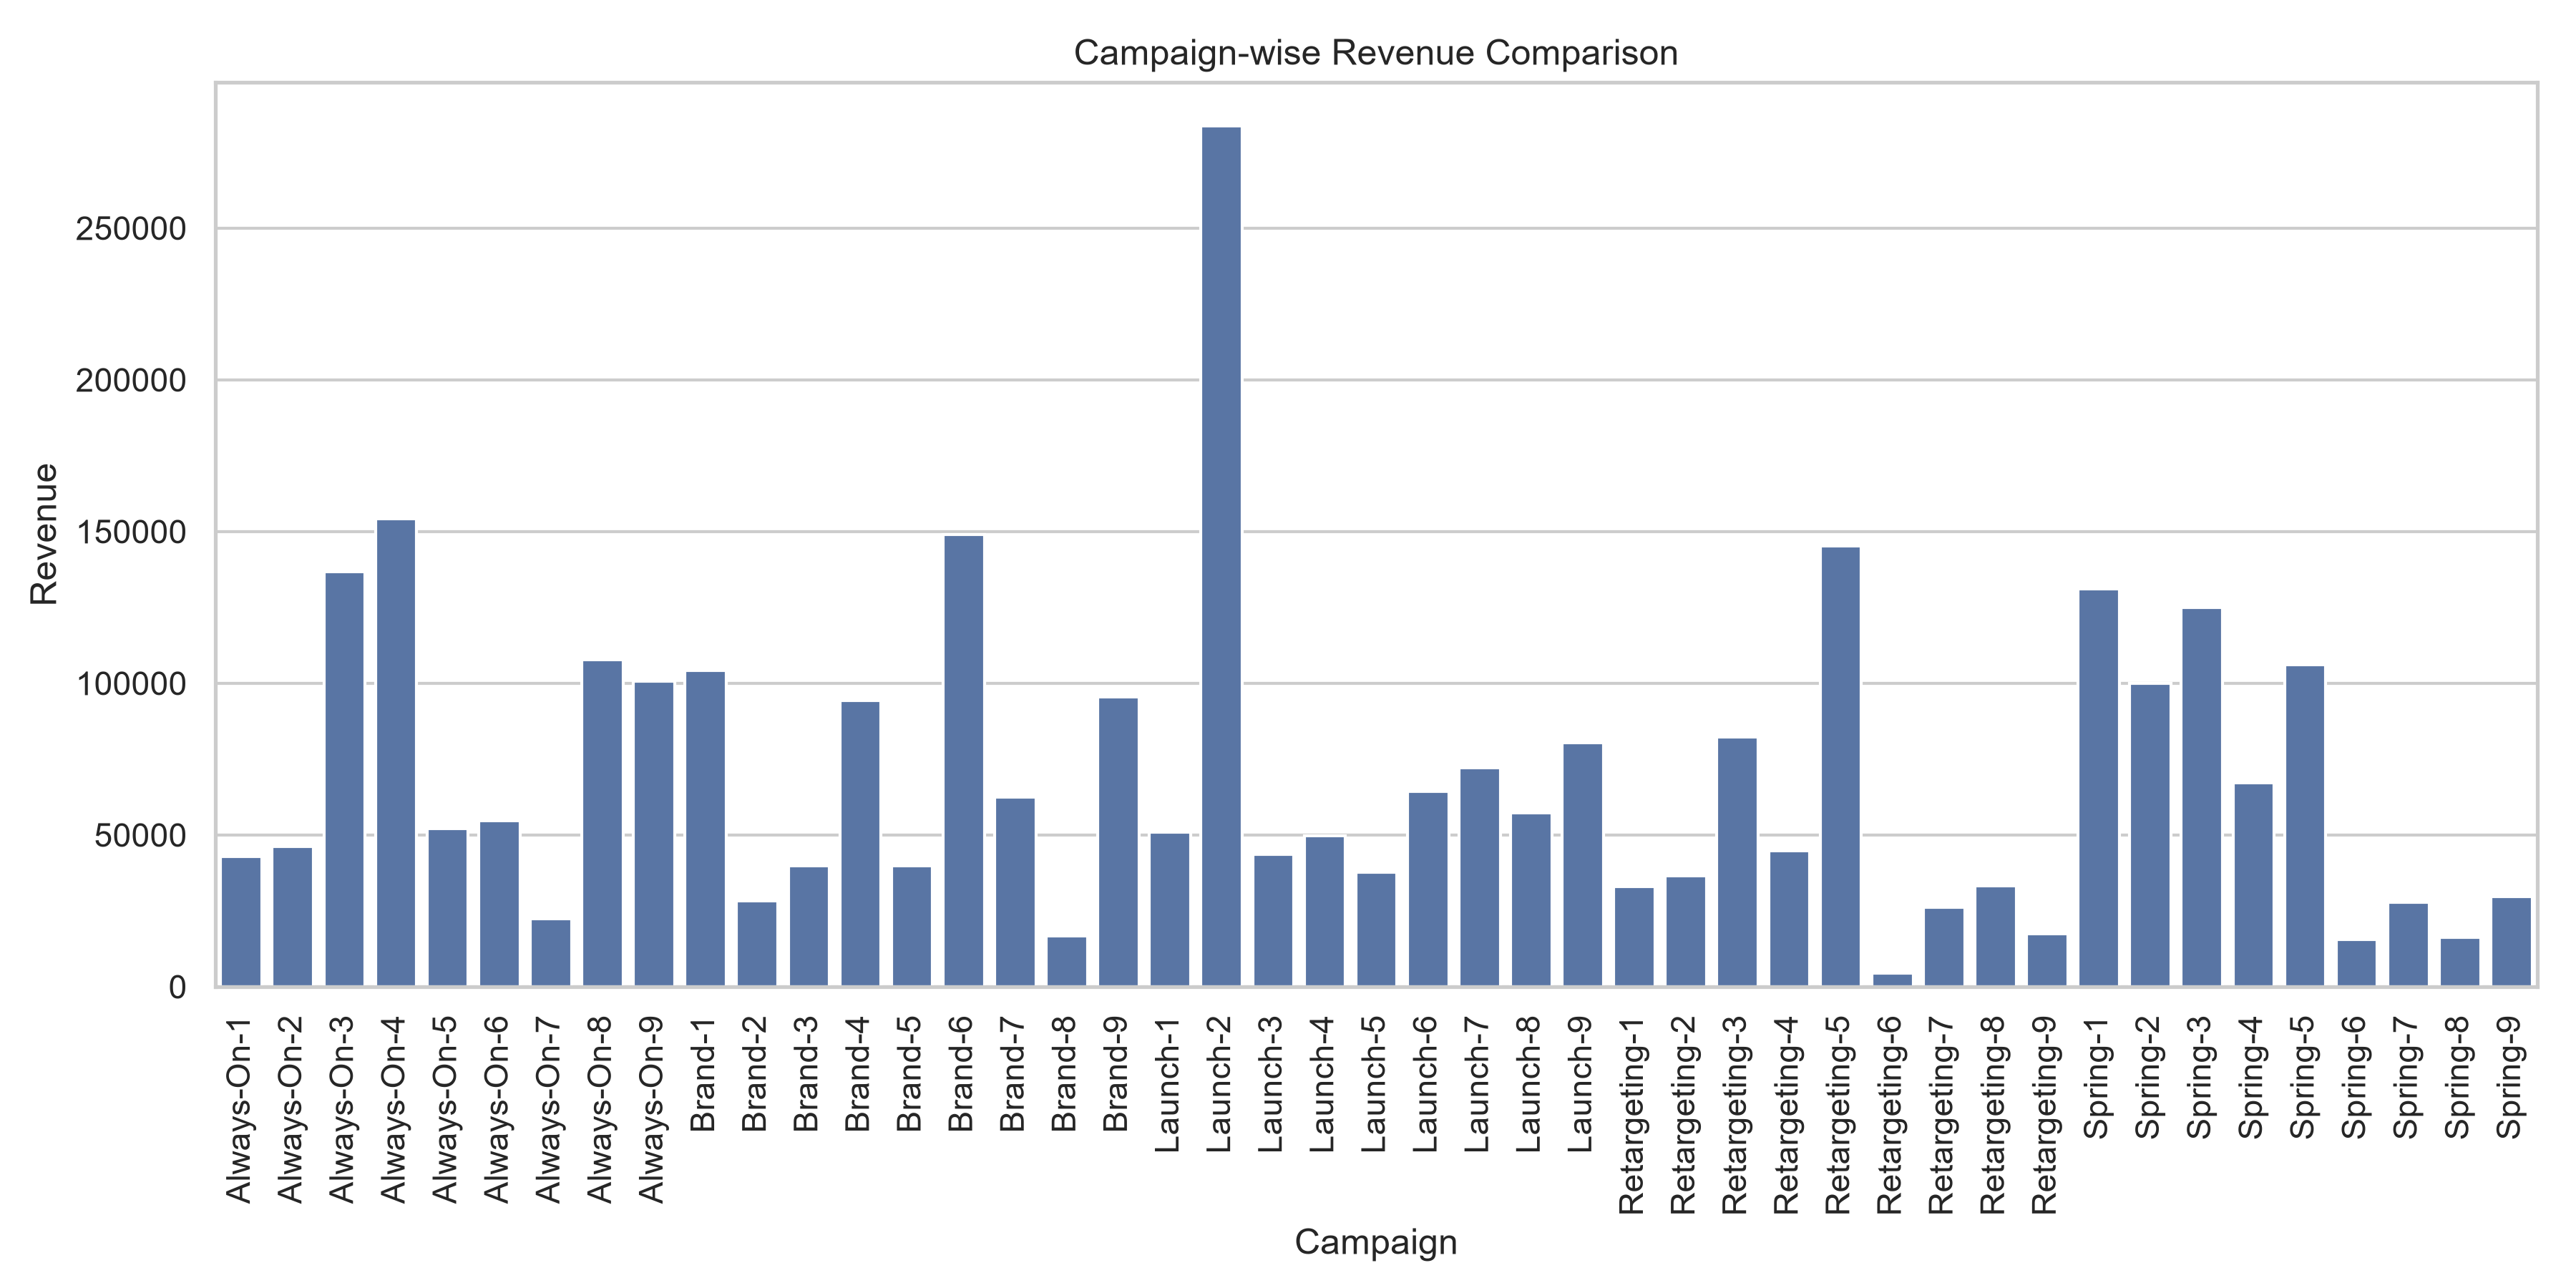 Campaign-wise Revenue Comparison
Revenue
250000
200000
150000
100000
50000
0
Always-On-1
Always-On-2
Always-On-3
Always-On-4
Always-On-5
Always-On-6
Always-On-7
Always-On-8
Always-On-9
Brand-1
Brand-2
Brand-3
Brand-4
Brand-5
Brand-6
Brand-7
Brand-8
Brand-9
Launch-1
Launch-2
Launch-3
Launch-4
Launch-5
Launch-6
Launch-7
Launch-8
Launch-9
Retargeting-1
Retargeting-2
Retargeting-3
Retargeting-4
Retargeting-5
Retargeting-6
Retargeting-7
Retargeting-8
Retargeting-9
Spring-1
Spring-2
Spring-3
Spring-4
Spring-5
Spring-6
Spring-7
Spring-8
Spring-9
Campaign